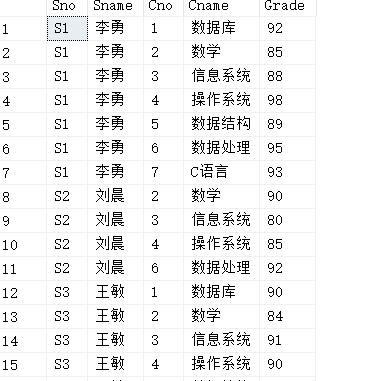 Sno Sname Cno Cname Grade
1 S1 李勇 1 数据库 92
2 S1 李勇 2 数学 85
3 S1 李勇 3 信息系统 88
4 S1 李勇 4 操作系统 98
5 S1 李勇 5 数据结构 89
6 S1 李勇 6 数据处理 95
7 S1 李勇 7 C语言 93
8 S2 刘晨 2 数学 90
9 S2 刘晨 3 信息系统 80
10 S2 刘晨 4 操作系统 85
11 S2 刘晨 6 数据处理 92
12 S3 王敏 1 数据库 90
13 S3 王敏 2 数学 84
14 S3 王敏 3 信息系统 91
15 S3 王敏 4 操作系统 90